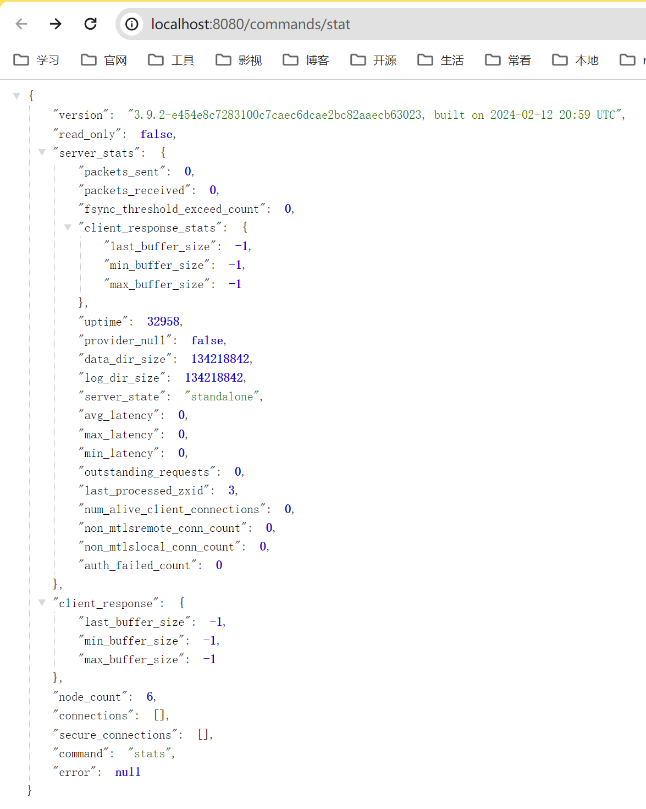 localhost:8080/commands/stat
学习 官网 工具 影视 博客 开源 生活 常看 本地
{
"version": "3.9.2-e454e8c7283100c7caec6dcae2bc82aaecb63023, built on 2024-02-12 20:59 UTC",
"read_only": false,
"server_stats": {
"packets_sent": 0,
"packets_received": 0,
"fsync_threshold_exceed_count": 0,
"client_response_stats": {
"last_buffer_size": -1,
"min_buffer_size": -1,
"max_buffer_size": -1
},
"uptime": 32958,
"provider_null": false,
"data_dir_size": 134218842,
"log_dir_size": 134218842,
"server_state": "standalone",
"avg_latency": 0,
"max_latency": 0,
"min_latency": 0,
"outstanding_requests": 0,
"last_processed_zxid": 3,
"num_alive_client_connections": 0,
"non_mtlsremote_conn_count": 0,
"non_mtlslocal_conn_count": 0,
"auth_failed_count": 0
},
"client_response": {
"last_buffer_size": -1,
"min_buffer_size": -1,
"max_buffer_size": -1
},
"node_count": 6,
"connections": [],
"secure_connections": [],
"command": "stats",
"error": null
}